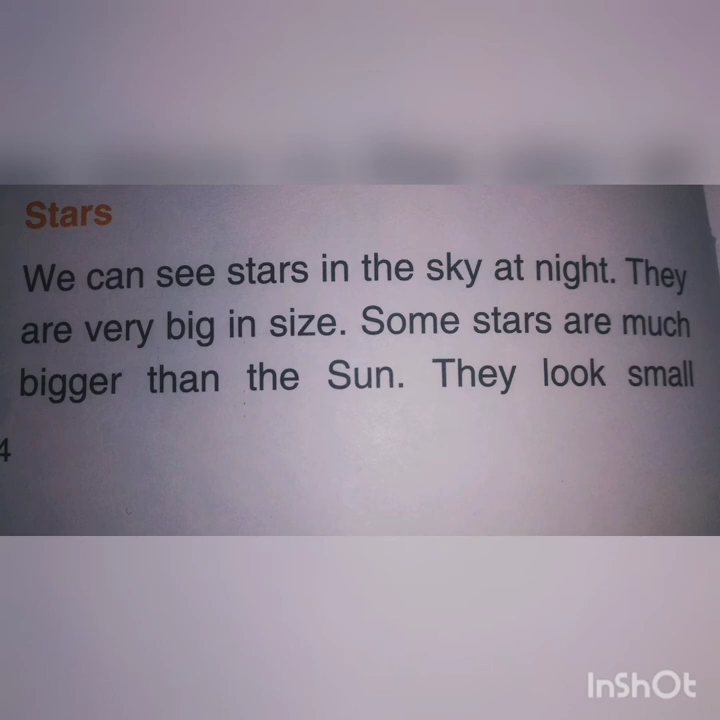 Stars
We can see stars in the sky at night. They
are very big in size. Some stars are much
bigger than the Sun. They look small
4
InShOt